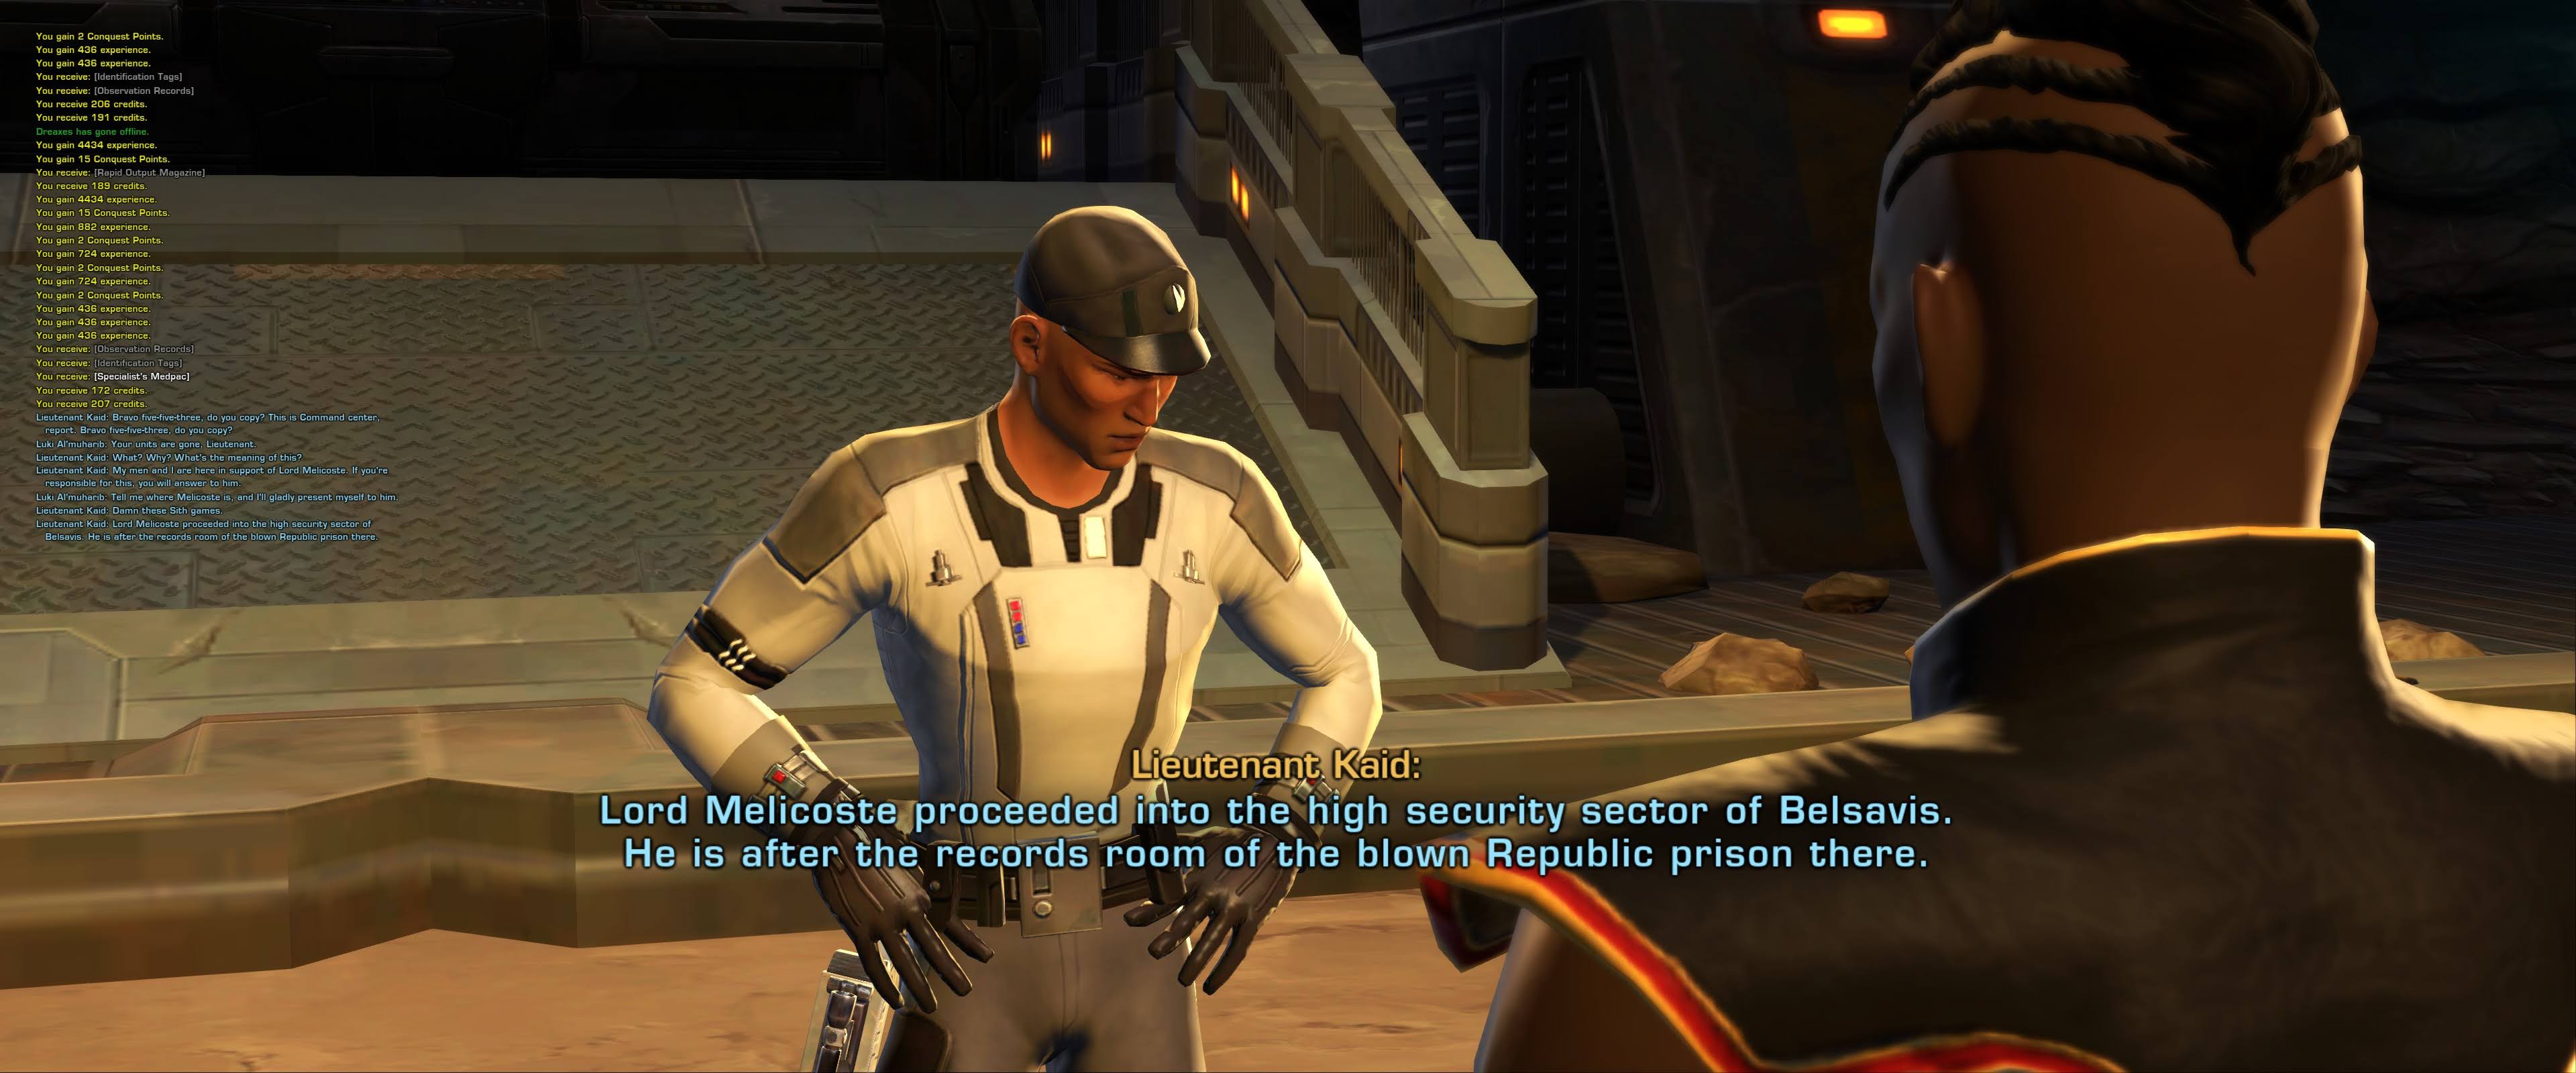 You gain 2 Conquest Points.
You gain 436 experience.
You gain 436 experience.
You receive: [Identification Tags]
You receive: [Observation Records]
You receive 206 credits.
You receive 191 credits.
Dreaxes has gone offline.
You gain 4434 experience.
You gain 15 Conquest Points.
You receive: [Rapid Output Magazine]
You receive 189 credits.
You gain 4434 experience.
You gain 15 Conquest Points.
You gain 882 experience.
You gain 2 Conquest Points.
You gain 724 experience.
You gain 2 Conquest Points.
You gain 724 experience.
You gain 2 Conquest Points.
You gain 436 experience.
You gain 436 experience.
You gain 436 experience.
You receive: [Observation Records]
You receive: [Identification Tags]
You receive: [Specialist's Medpac]
You receive 172 credits.
You receive 207 credits.
Lieutenant Kaid: Bravo five-five-three, do you copy? This is Command center,
report. Bravo five-five-three, do you copy?
Luki Al'muharib: Your units are gone, Lieutenant.
Lieutenant Kaid: What? Why? What's the meaning of this?
Lieutenant Kaid: My men and I are here in support of Lord Melicoste. If you're
responsible for this, you will answer to him.
Luki Al'muharib: Tell me where Melicoste is, and I'll gladly present myself to him.
Lieutenant Kaid: Damn these Sith games.
Lieutenant Kaid: Lord Melicoste proceeded into the high security sector of
Belsavis. He is after the records room of the blown Republic prison there.
Lieutenant Kaid:
Lord Melicoste proceeded into the high security sector of Belsavis.
He is after the records room of the blown Republic prison there.